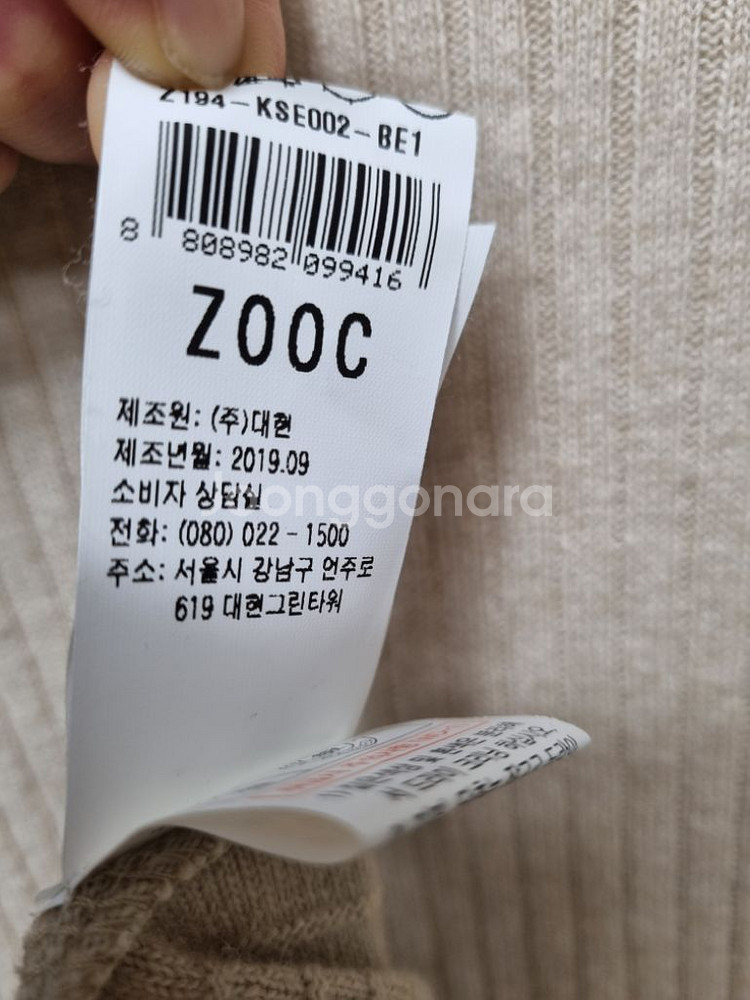 Z194-KSE002-BE1
8 808982 099416
ZOOC
제조원: (주)대현
제조년월: 2019.09
소비자 상담실
Joonggonara
전화: (080) 022-1500
주소: 서울시 강남구 언주로
619 대현그린타워